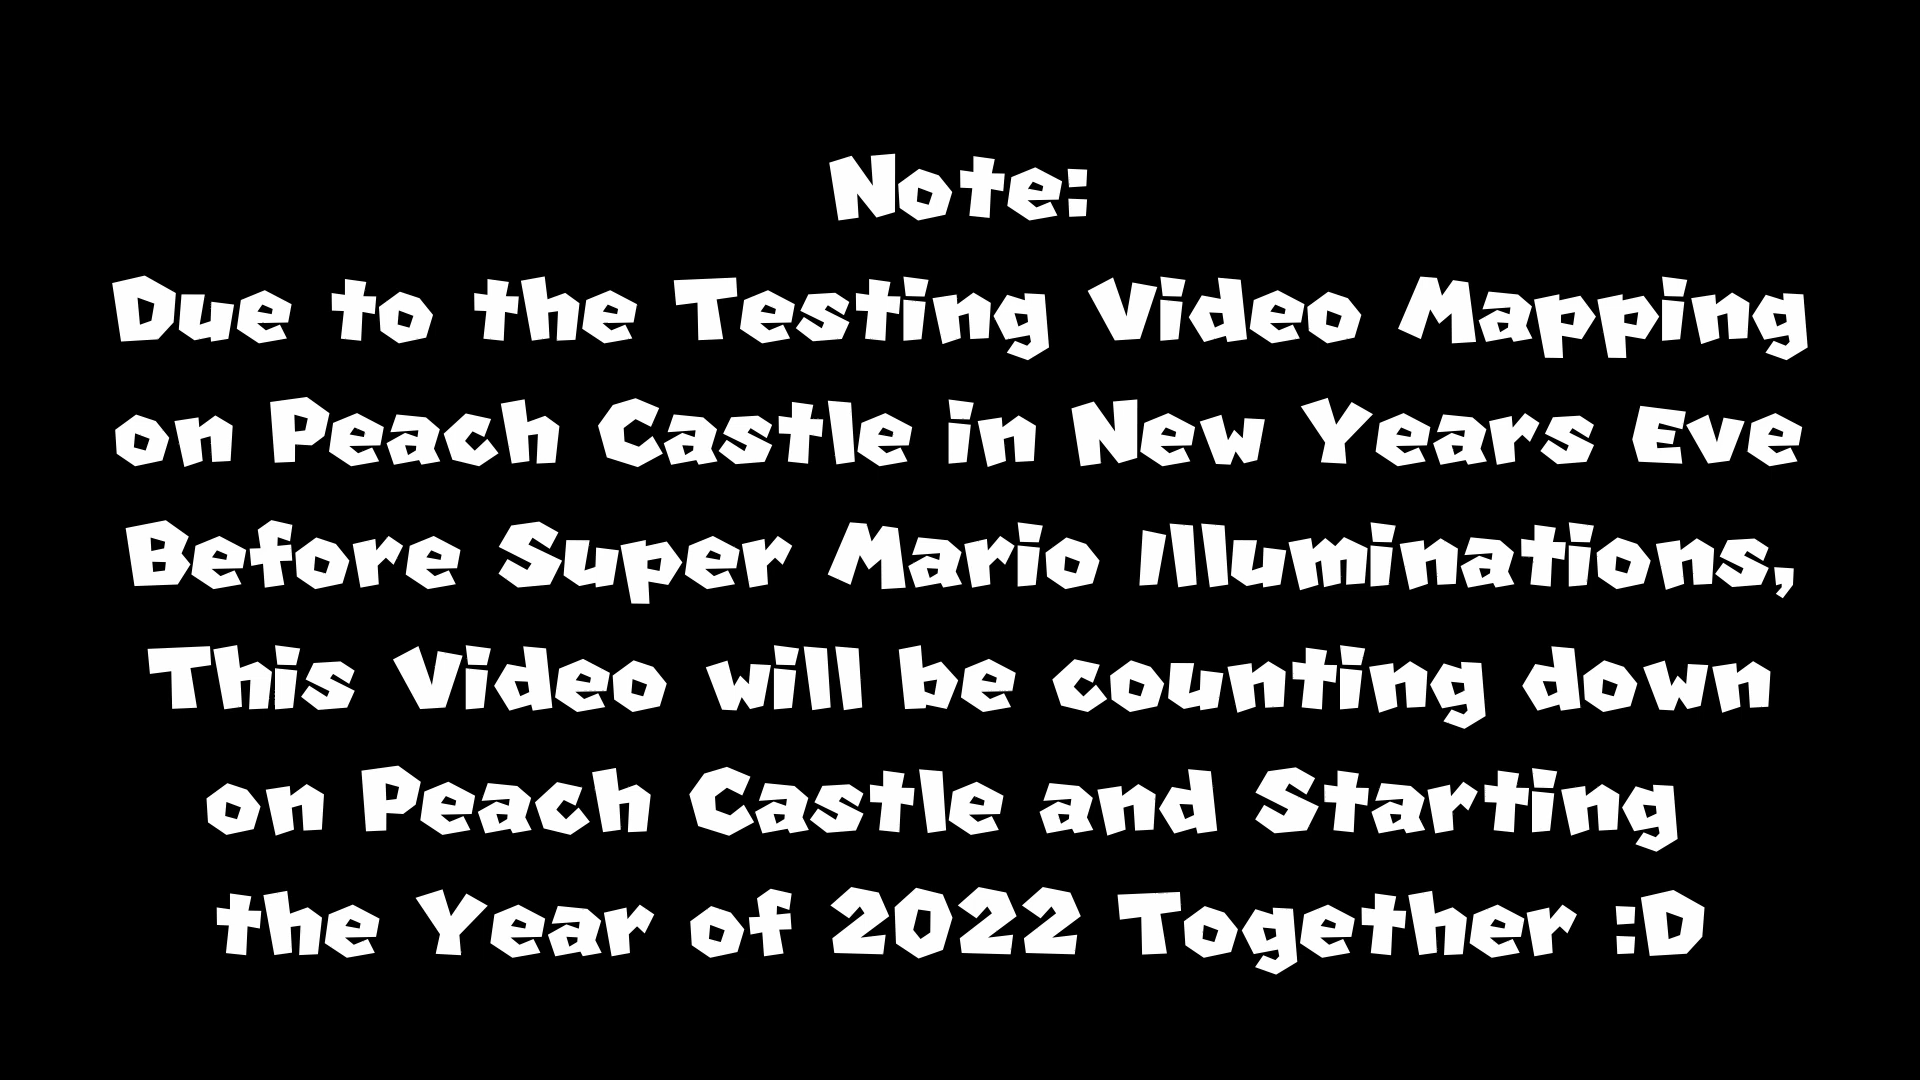 Note:
Due to the Testing Video Mapping
on Peach Castle in New Years Eve
Before Super Mario Illuminations,
This Video will be counting down
on Peach Castle and Starting
the Year of 2022 Together :D